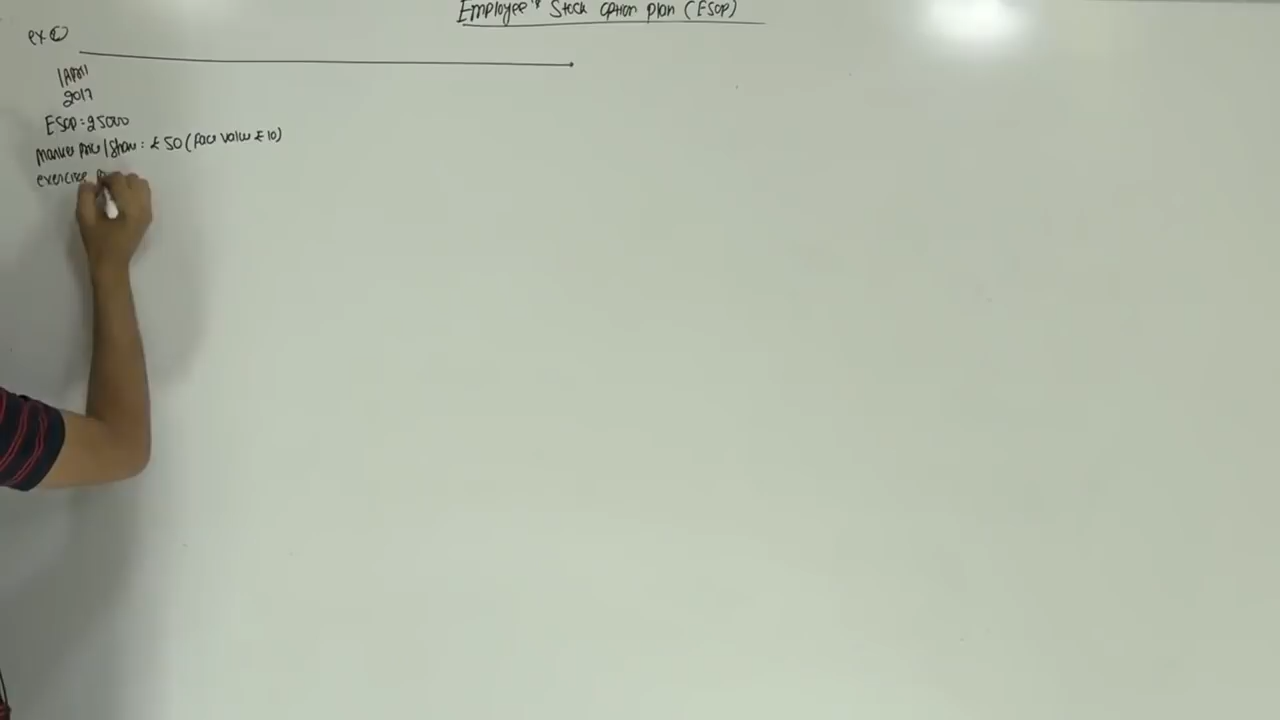 Employee's Stock Option Plan (ESOP)
ex ①
1 April
2017
ESOP = 25000
Market Price / Share : ₹ 50 (Face Value ₹ 10)
exercise